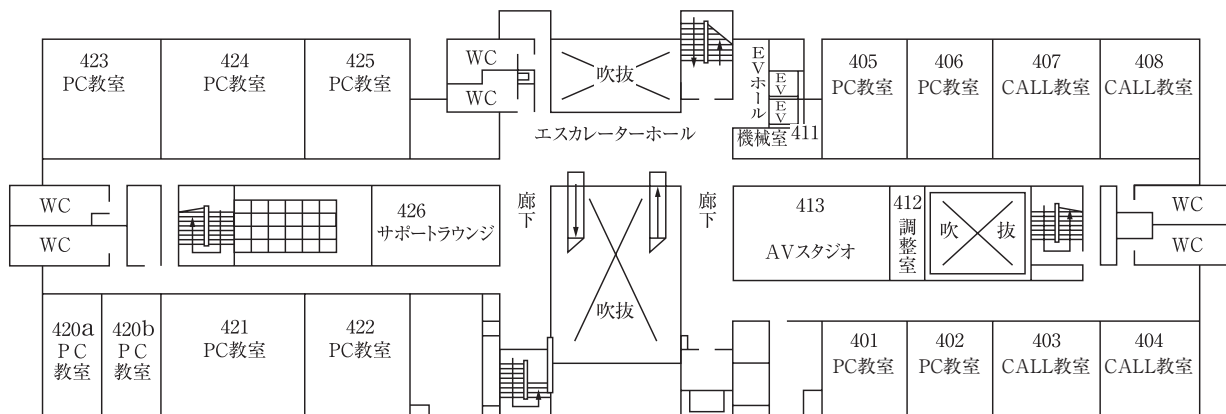 423
PC教室
424
PC教室
425
PC教室
WC
WC
吹抜
EVホール
EV
EV
機械室
411
405
PC教室
406
PC教室
407
CALL教室
408
CALL教室
エスカレーターホール
WC
WC
426
サポートラウンジ
廊下
廊下
413
AVスタジオ
412
調整室
吹抜
WC
WC
吹抜
420a
PC
教室
420b
PC
教室
421
PC教室
422
PC教室
401
PC教室
402
PC教室
403
CALL教室
404
CALL教室